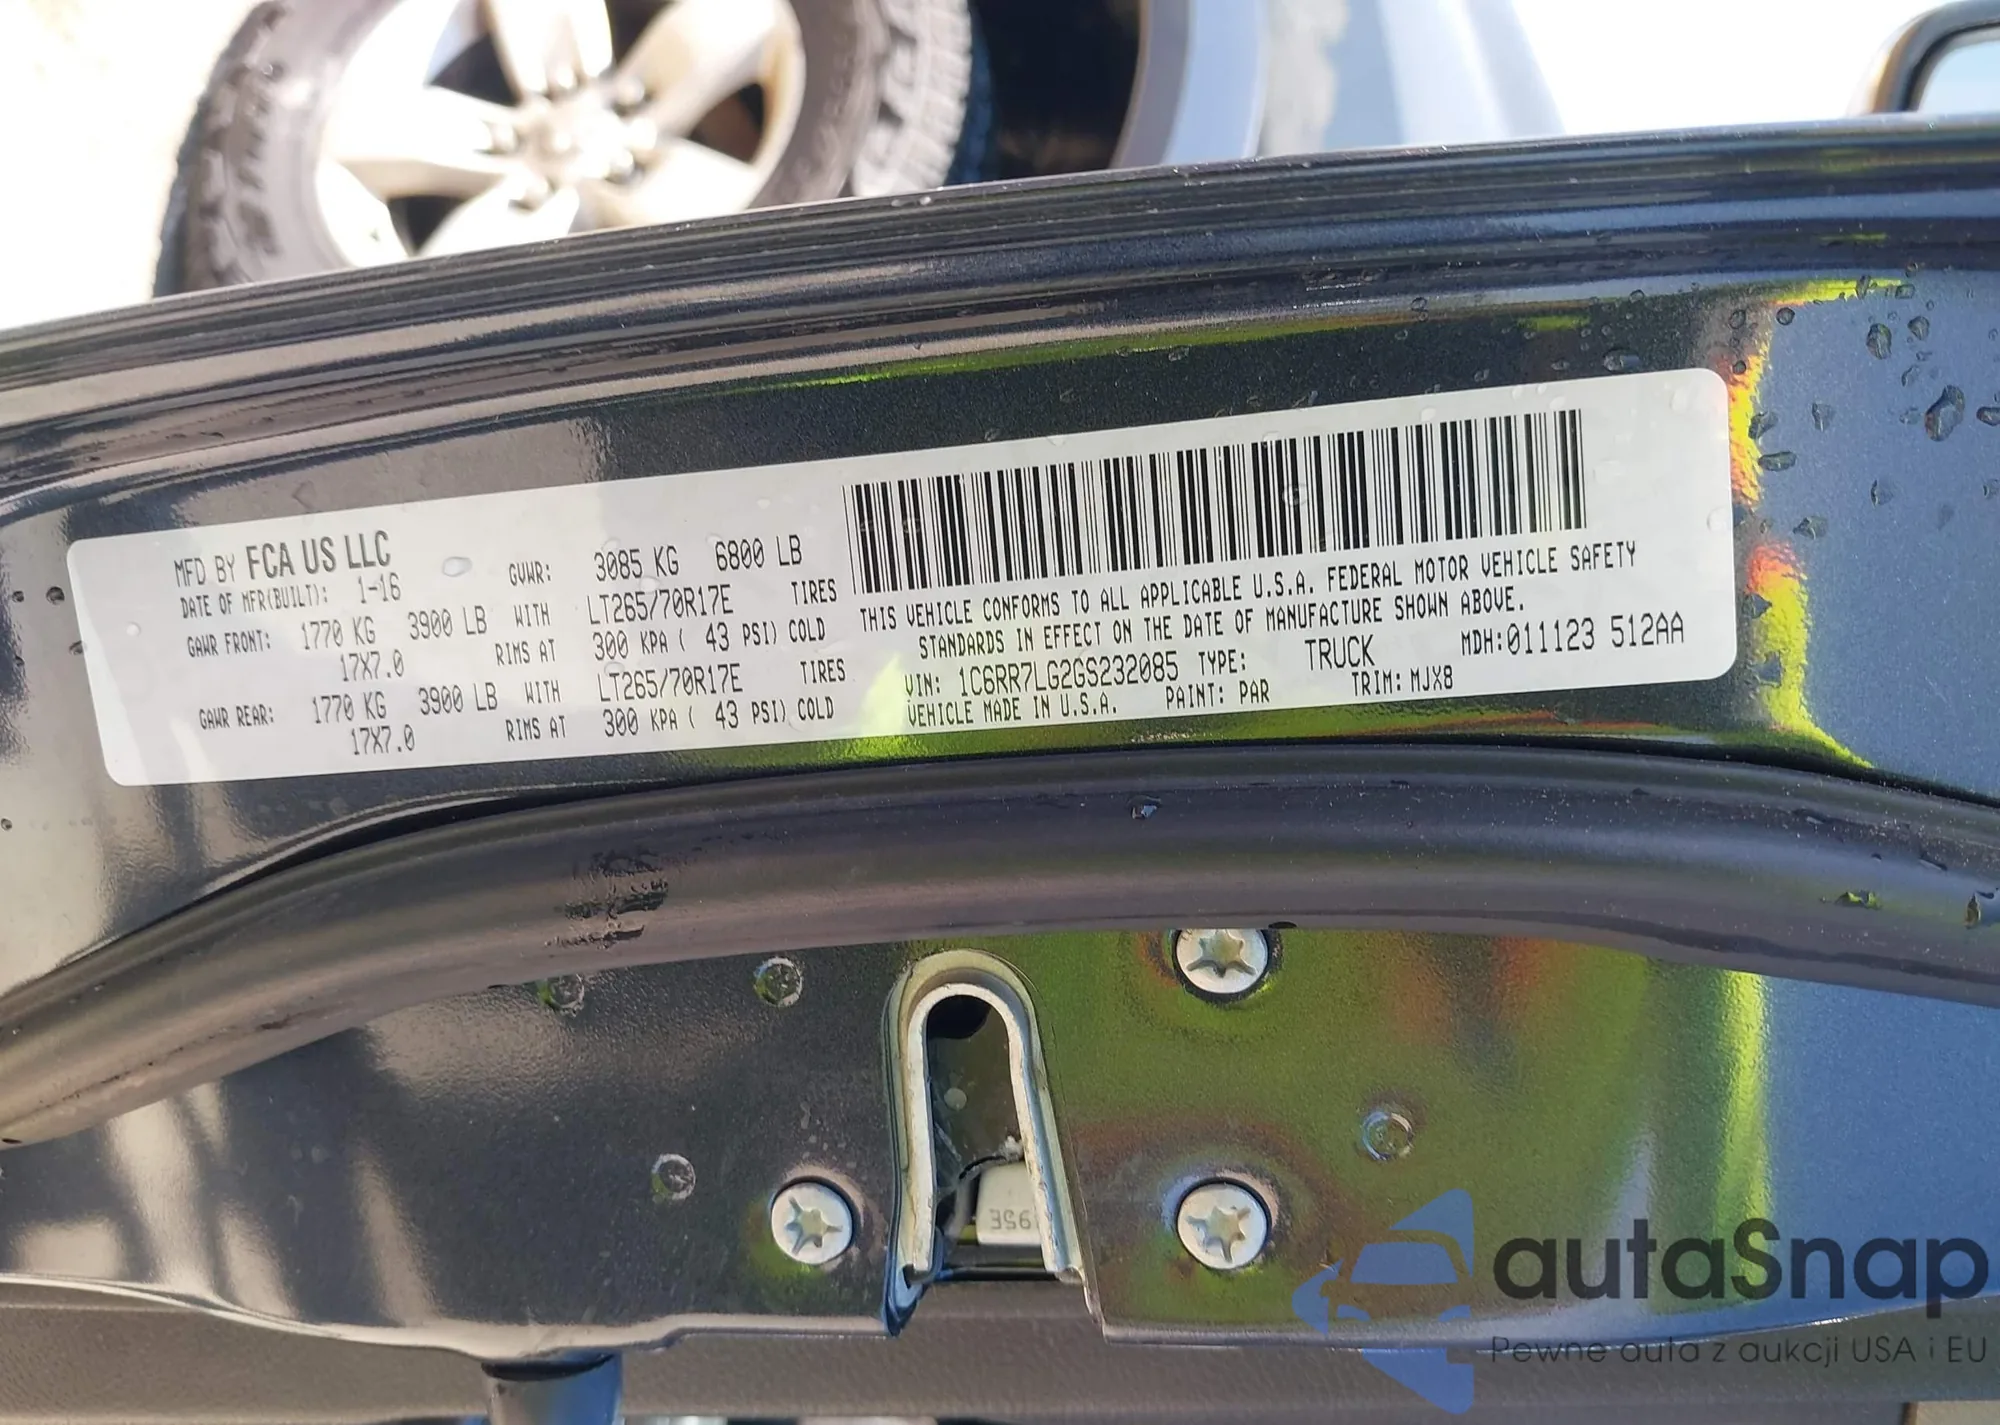 MFD BY FCA US LLC
DATE OF MFR(BUILT): 1-16
GVWR: 3085 KG 6800 LB
GAWR FRONT: 1770 KG 3900 LB WITH LT265/70R17E TIRES
17X7.0 RIMS AT 300 KPA ( 43 PSI) COLD
GAWR REAR: 1770 KG 3900 LB WITH LT265/70R17E TIRES
17X7.0 RIMS AT 300 KPA ( 43 PSI) COLD
THIS VEHICLE CONFORMS TO ALL APPLICABLE U.S.A. FEDERAL MOTOR VEHICLE SAFETY
STANDARDS IN EFFECT ON THE DATE OF MANUFACTURE SHOWN ABOVE.
VIN: 1C6RR7LG2GS232085 TYPE: TRUCK MDH:011123 512AA
VEHICLE MADE IN U.S.A. PAINT: PAR TRIM: MJX8
autaSnap
Pewne auta z aukcji USA i EU